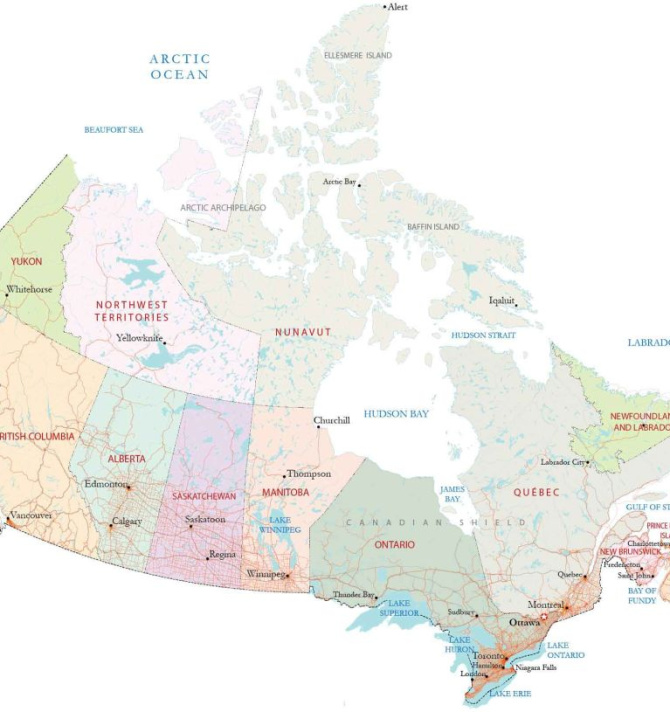 Alert
ARCTIC
OCEAN
ELLESMERE ISLAND
BEAUFORT SEA
Arctic Bay
ARCTIC ARCHIPELAGO
BAFFIN ISLAND
YUKON
Whitehorse
NORTHWEST
TERRITORIES
Iqaluit
Yellowknife
NUNAVUT
HUDSON STRAIT
LABRADO
HUDSON BAY
Churchill
NEWFOUNDLAN
AND LABRADO
RITISH COLUMBIA
ALBERTA
Labrador City
Thompson
Edmonton
SASKATCHEWAN
MANITOBA
JAMES
BAY
QUÉBEC
GULF OF ST
Vancouver
Calgary
Saskatoon
LAKE
WINNIPEG
CANADIAN SHIELD
PRINCE E
ISL
Charlottetow
ONTARIO
NEW BRUNSWICK
Regina
Fredericton
Winnipeg
Quebec
Saint John
BAY OF
FUNDY
Thunder Bay
LAKE
SUPERIOR
Montreal
Sudbury
Ottawa
LAKE
HURON
LAKE
ONTARIO
Toronto
Hamilton
Niagara Falls
London
LAKE ERIE